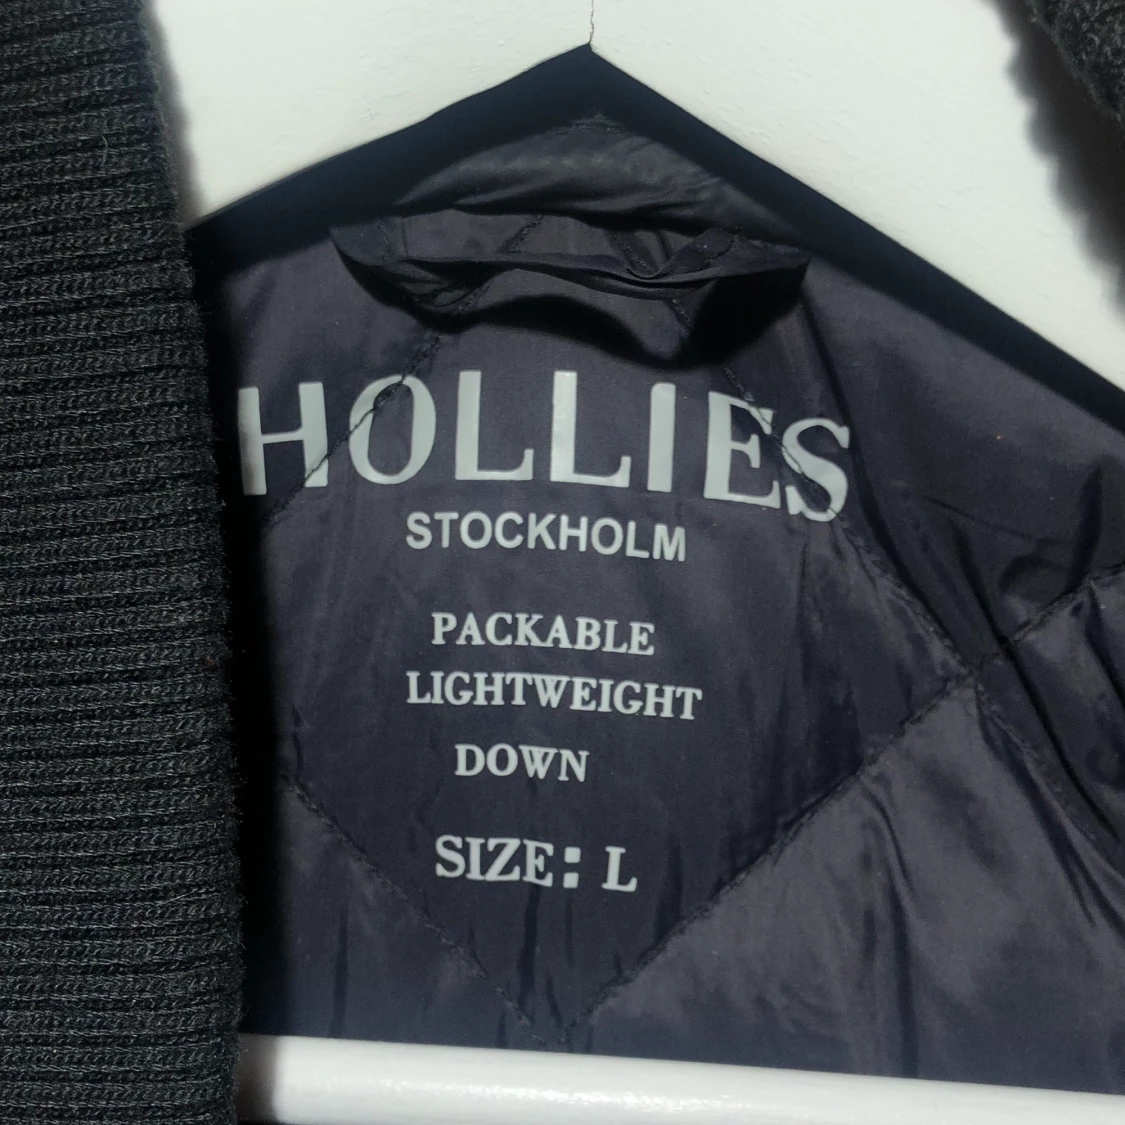 HOLLIES
STOCKHOLM
PACKABLE
LIGHTWEIGHT
DOWN
SIZE: L